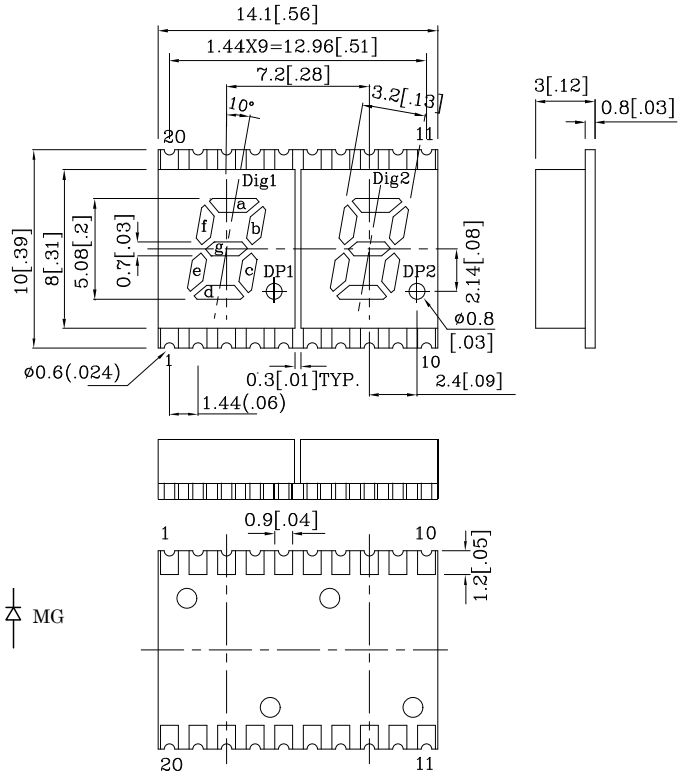 14.1[.56]
1.44X9=12.96[.51]
7.2[.28]
3[.12]
10°
3.2[.13]
0.8[.03]
20
11
Dig1
Dig2
a
f
b
g
e
c
d
DP1
DP2
10[.39]
8[.31]
5.08[.2]
0.7[.03]
2.14[.08]
ø0.8
[.03]
1
10
ø0.6(.024)
0.3[.01]TYP.
2.4[.09]
1.44(.06)
1
0.9[.04]
10
1.2[.05]
MG
20
11